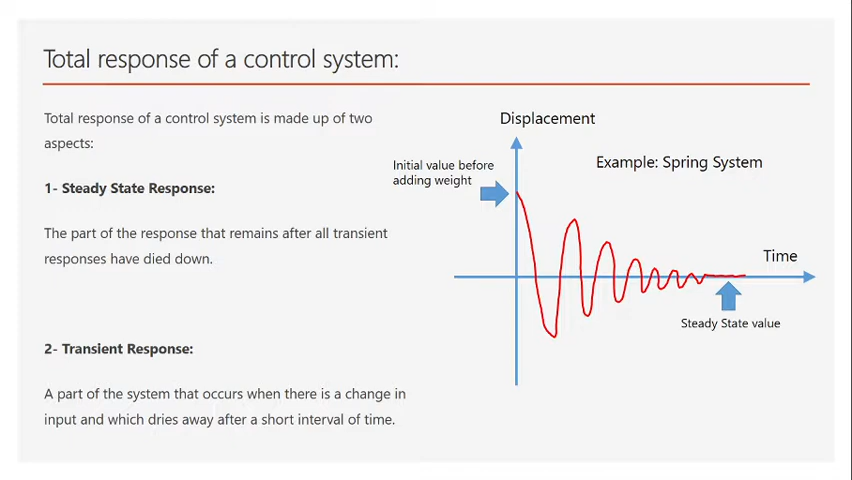 Total response of a control system:
Total response of a control system is made up of two
aspects:
1- Steady State Response:
The part of the response that remains after all transient
responses have died down.
2- Transient Response:
A part of the system that occurs when there is a change in
input and which dries away after a short interval of time.
Displacement
Initial value before
adding weight
Example: Spring System
Time
Steady State value